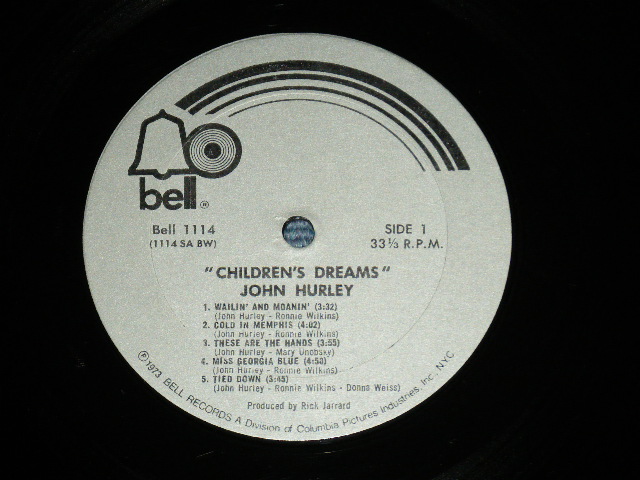 bell®
Bell 1114
(1114 SA BW)
SIDE 1
33⅓ R.P.M.
"CHILDREN'S DREAMS"
JOHN HURLEY
1. WAILIN' AND MOANIN' (3:32)
(John Hurley - Ronnie Wilkins)
2. COLD IN MEMPHIS (4:02)
(John Hurley - Ronnie Wilkins)
3. THESE ARE THE HANDS (3:55)
(John Hurley - Mary Unobsky)
4. MISS GEORGIA BLUE (4:50)
(John Hurley - Ronnie Wilkins)
5. TIED DOWN (3:45)
(John Hurley - Ronnie Wilkins - Donna Weiss)
Produced by Rick Jarrard
℗1973 BELL RECORDS A Division of Columbia Pictures Industries, Inc. NYC